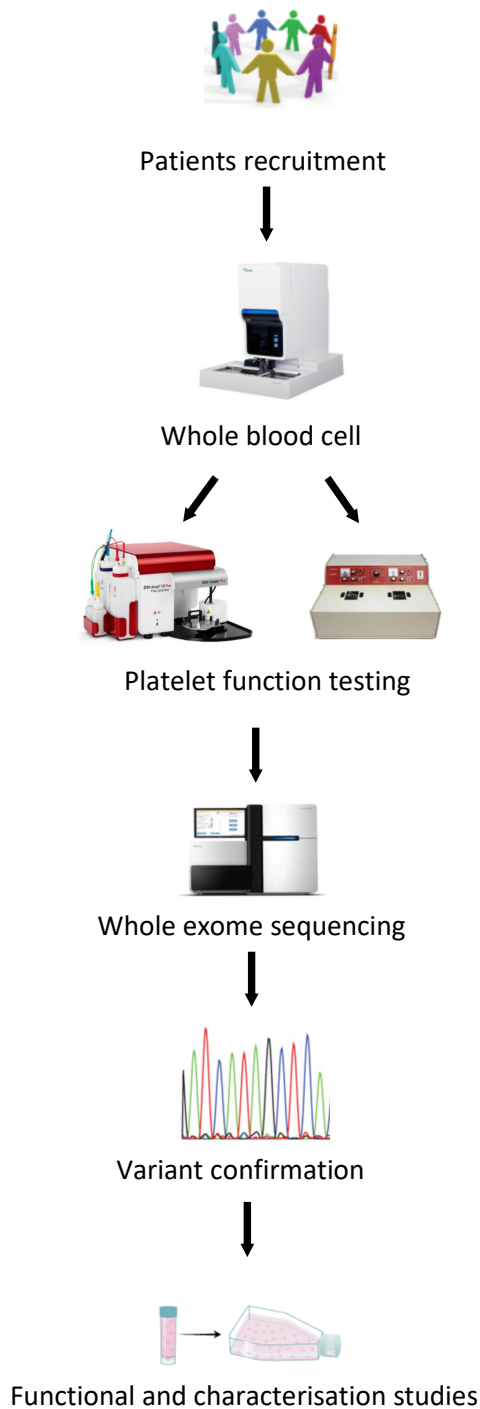 Patients recruitment
Whole blood cell
Platelet function testing
Whole exome sequencing
Variant confirmation
Functional and characterisation studies